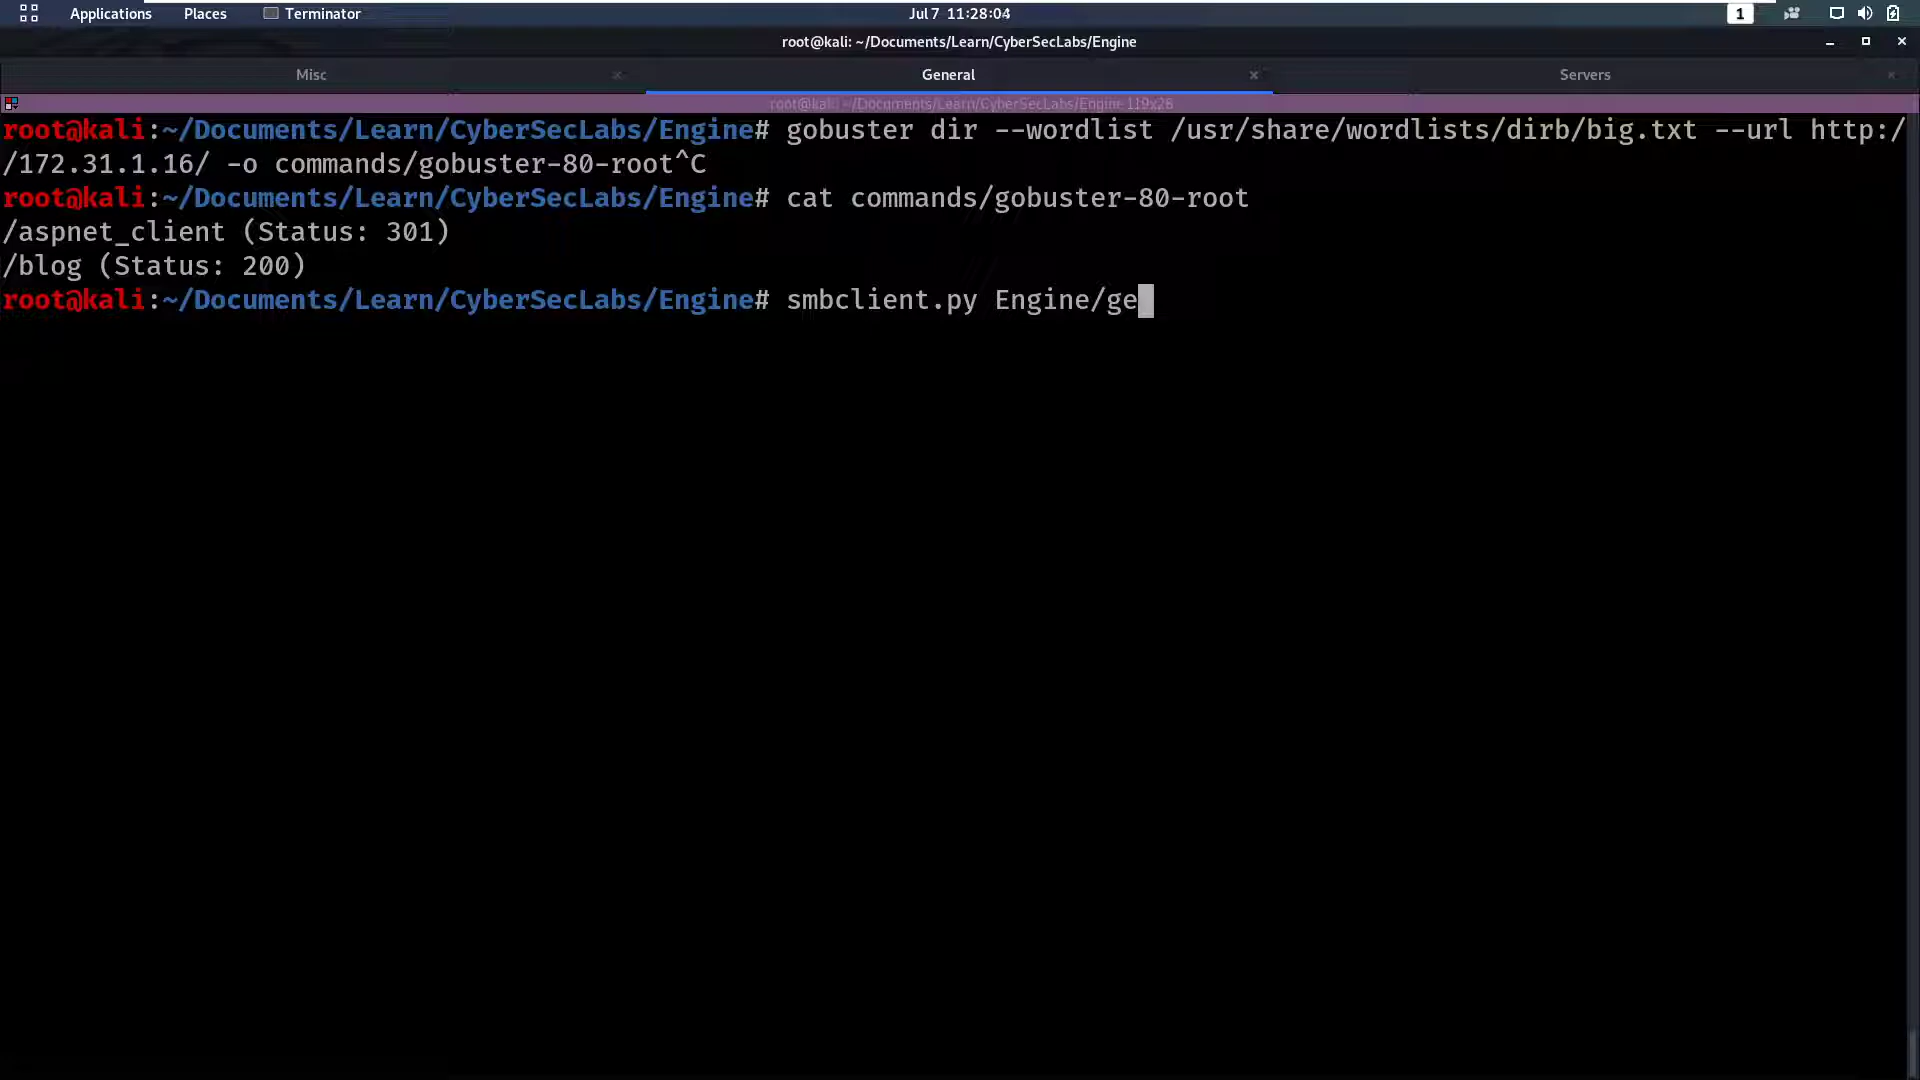 Applications Places Terminator Jul 7 11:28:04 1
root@kali: ~/Documents/Learn/CyberSecLabs/Engine
Misc × General × Servers ×
root@kali: ~/Documents/Learn/CyberSecLabs/Engine 119x26
root@kali:~/Documents/Learn/CyberSecLabs/Engine# gobuster dir --wordlist /usr/share/wordlists/dirb/big.txt --url http:/
/172.31.1.16/ -o commands/gobuster-80-root^C
root@kali:~/Documents/Learn/CyberSecLabs/Engine# cat commands/gobuster-80-root
/aspnet_client (Status: 301)
/blog (Status: 200)
root@kali:~/Documents/Learn/CyberSecLabs/Engine# smbclient.py Engine/ge